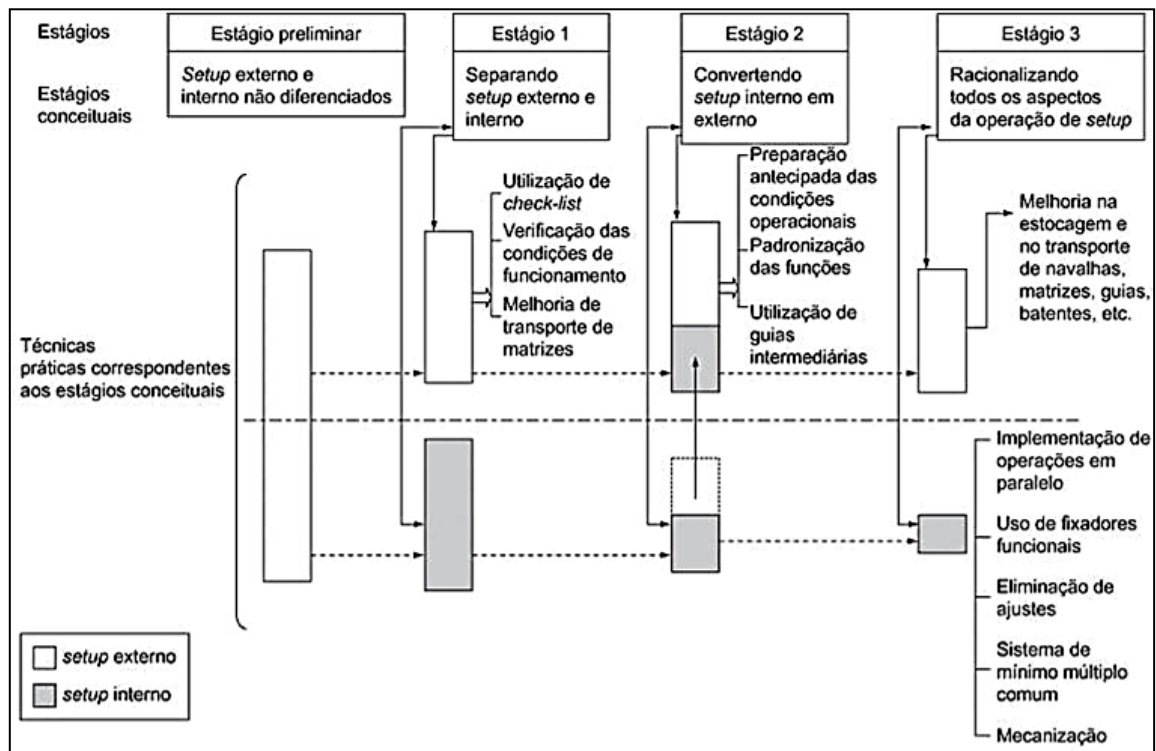 Estágios
Estágio preliminar
Setup externo e
interno não diferenciados
Estágio 1
Separando
setup externo e
interno
Estágio 2
Convertendo
setup interno em
externo
Estágio 3
Racionalizando
todos os aspectos
da operação de setup
Estágios
conceituais
Técnicas
práticas correspondentes
aos estágios conceituais
Utilização de
check-list
Verificação das
condições de
funcionamento
Melhoria de
transporte de
matrizes
Preparação
antecipada das
condições
operacionais
Padronização
das funções
Utilização de
guias
intermediárias
Melhoria na
estocagem e
no transporte
de navalhas,
matrizes, guias,
batentes, etc.
Implementação de
operações em
paralelo
Uso de fixadores
funcionais
Eliminação de
ajustes
Sistema de
mínimo múltiplo
comum
Mecanização
setup externo
setup interno